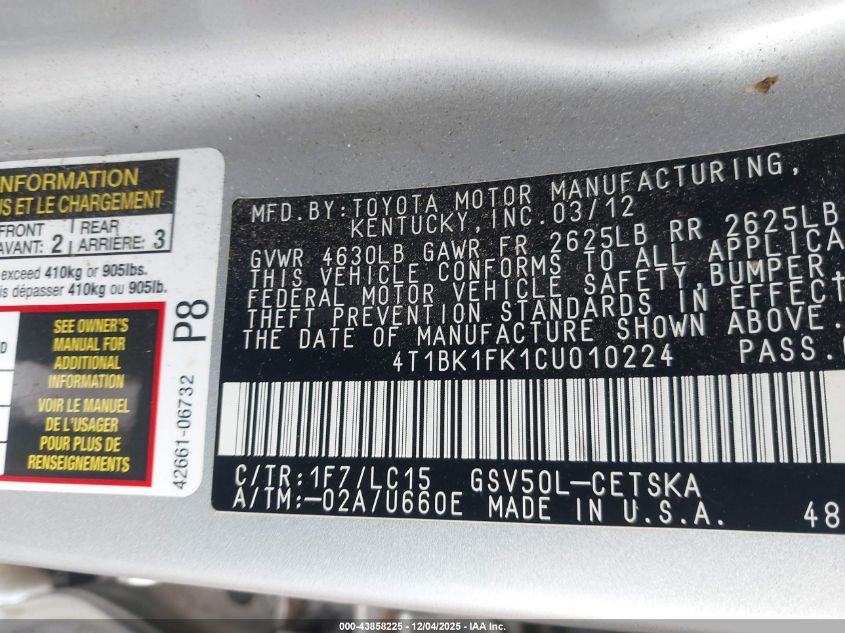 INFORMATION
US ET LE CHARGEMENT
FRONT
AVANT: 2
REAR
ARRIÈRE: 3
exceed 410kg or 905lbs.
is dépasser 410kg ou 905lb.
SEE OWNER'S
MANUAL FOR
ADDITIONAL
INFORMATION
VOIR LE MANUEL
DE L'USAGER
POUR PLUS DE
RENSEIGNEMENTS
P8
42661-06732
MFD.BY:TOYOTA MOTOR MANUFACTURING,
KENTUCKY, INC.03/12
GVWR 4630LB GAWR FR 2625LB RR 2625LB
THIS VEHICLE CONFORMS TO ALL APPLICA
FEDERAL MOTOR VEHICLE SAFETY,BUMPER,
THEFT PREVENTION STANDARDS IN EFFECT
THE DATE OF MANUFACTURE SHOWN ABOVE.
4T1BK1FK1CU010224 PASS.
C/TR:1F7/LC15 GSV50L-CETSKA
A/TM:-02A/U660E MADE IN U.S.A. 48
000-43858225 - 12/04/2025 - IAA Inc.